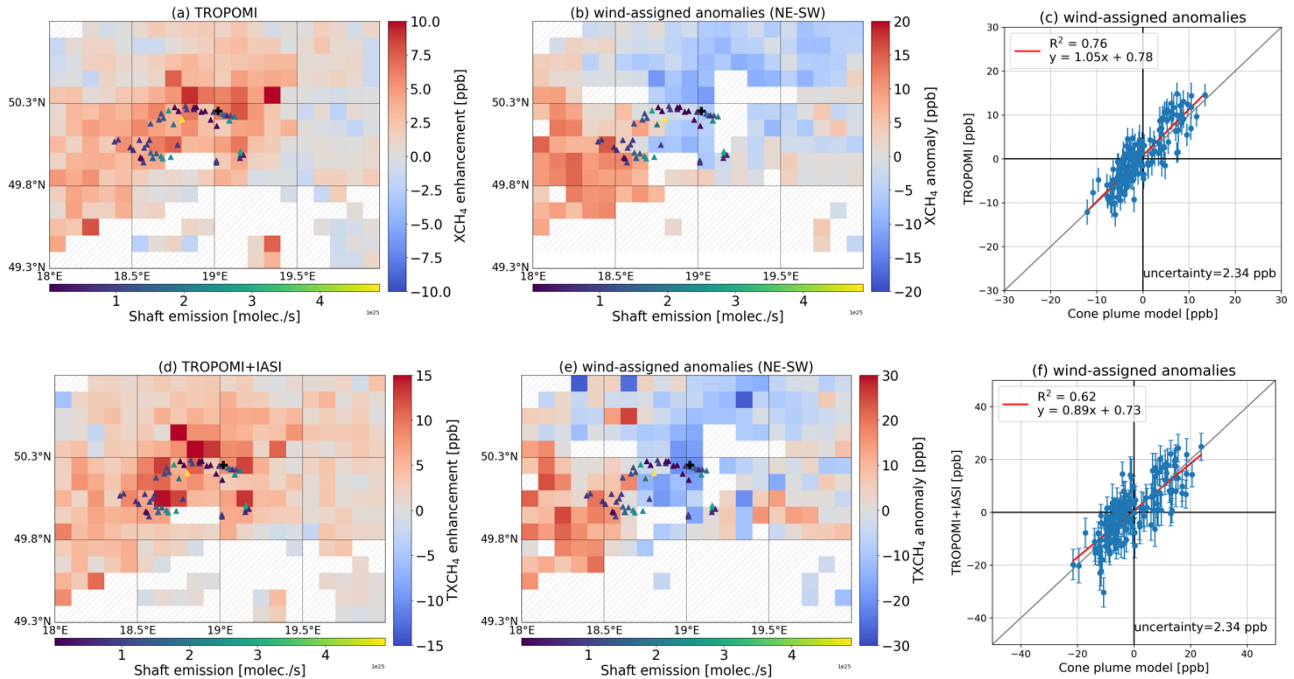 (a) TROPOMI
50.3°N
49.8°N
49.3°N
18°E
18.5°E
19°E
19.5°E
10.0
7.5
5.0
2.5
0.0
−2.5
−5.0
−7.5
−10.0
XCH₄ enhancement [ppb]
1 2 3 4
1e25
Shaft emission [molec./s]
(b) wind-assigned anomalies (NE-SW)
50.3°N
49.8°N
49.3°N
18°E
18.5°E
19°E
19.5°E
20
15
10
5
0
−5
−10
−15
−20
XCH₄ anomaly [ppb]
1 2 3 4
1e25
Shaft emission [molec./s]
(c) wind-assigned anomalies
R² = 0.76
y = 1.05x + 0.78
TROPOMI [ppb]
30
20
10
0
−10
−20
−30
uncertainty=2.34 ppb
−30 −20 −10 0 10 20 30
Cone plume model [ppb]
(d) TROPOMI+IASI
50.3°N
49.8°N
49.3°N
18°E
18.5°E
19°E
19.5°E
15
10
5
0
−5
−10
−15
TXCH₄ enhancement [ppb]
1 2 3 4
1e25
Shaft emission [molec./s]
(e) wind-assigned anomalies (NE-SW)
50.3°N
49.8°N
49.3°N
18°E
18.5°E
19°E
19.5°E
30
20
10
0
−10
−20
−30
TXCH₄ anomaly [ppb]
1 2 3 4
1e25
Shaft emission [molec./s]
(f) wind-assigned anomalies
R² = 0.62
y = 0.89x + 0.73
TROPOMI+IASI [ppb]
40
20
0
−20
−40
uncertainty=2.34 ppb
−40 −20 0 20 40
Cone plume model [ppb]